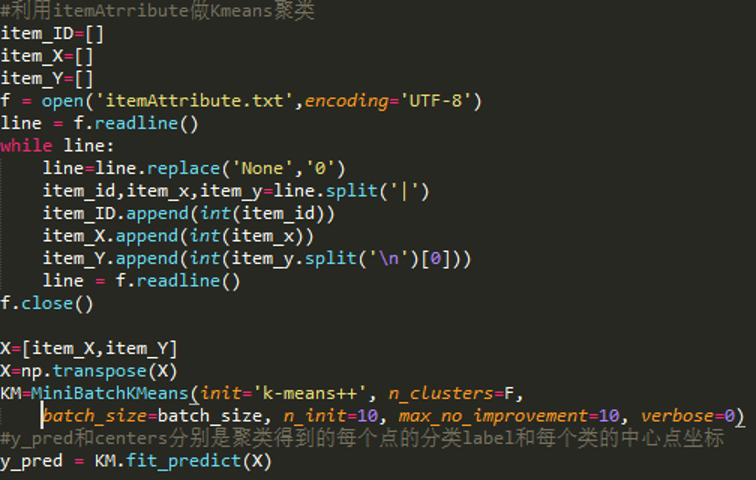 #利用itemAtrribute做Kmeans聚类
item_ID=[]
item_X=[]
item_Y=[]
f = open('itemAttribute.txt',encoding='UTF-8')
line = f.readline()
while line:
    line=line.replace('None','0')
    item_id,item_x,item_y=line.split('|')
    item_ID.append(int(item_id))
    item_X.append(int(item_x))
    item_Y.append(int(item_y.split('\n')[0]))
    line = f.readline()
f.close()

X=[item_X,item_Y]
X=np.transpose(X)
KM=MiniBatchKMeans(init='k-means++', n_clusters=F,
    batch_size=batch_size, n_init=10, max_no_improvement=10, verbose=0)
#y_pred和centers分别是聚类得到的每个点的分类label和每个类的中心点坐标
y_pred = KM.fit_predict(X)